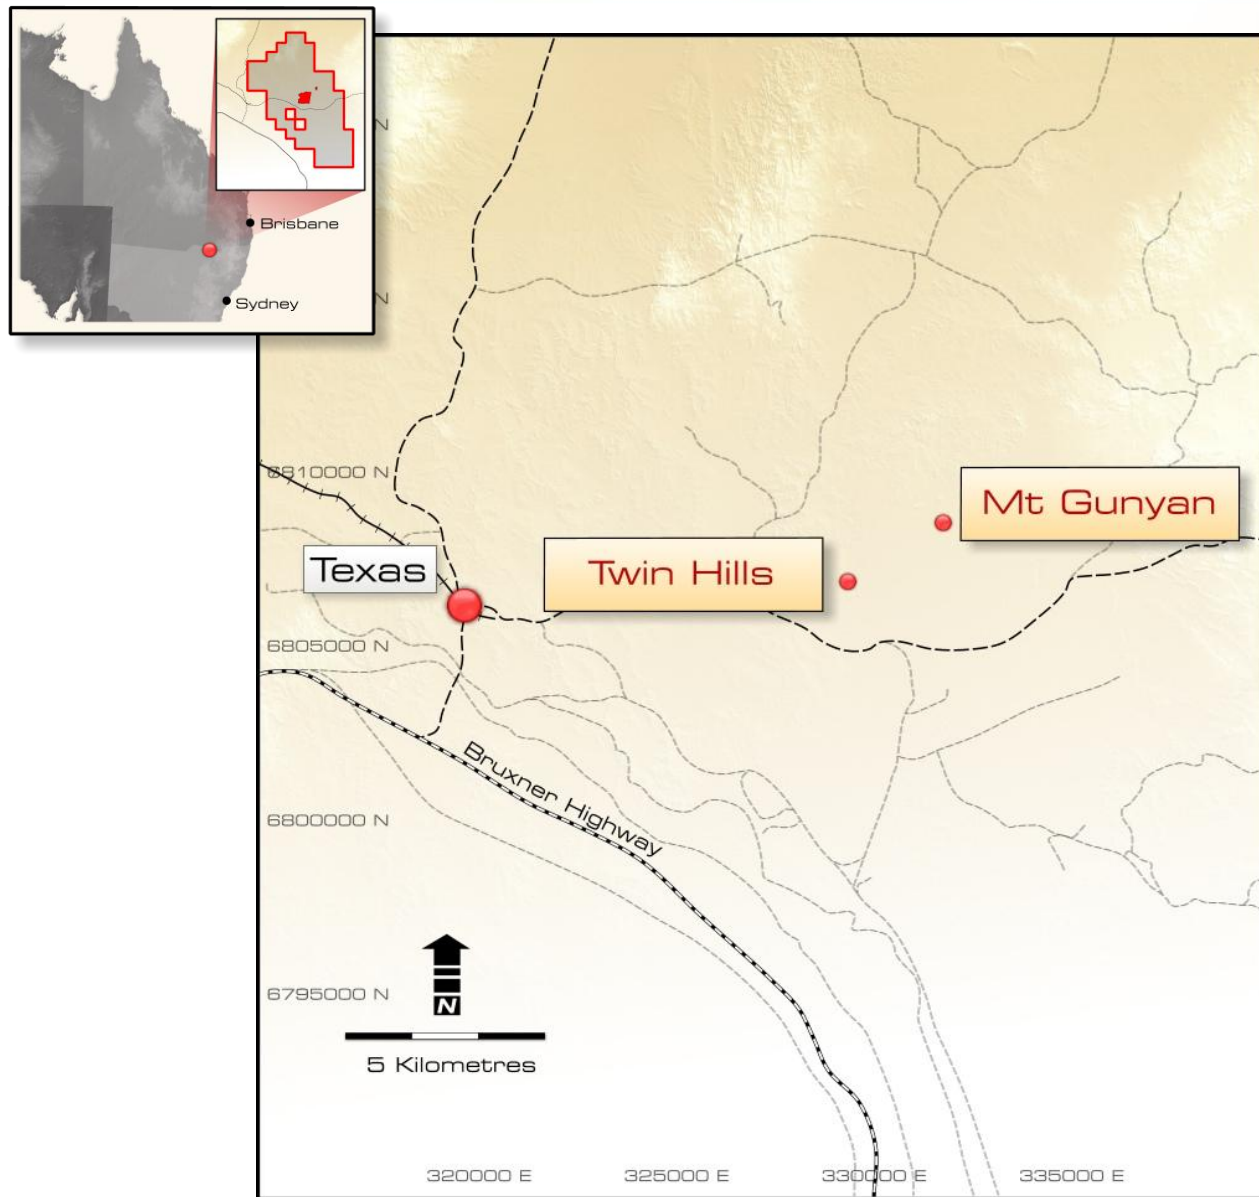 Brisbane
Sydney
N
N
6810000 N
Mt Gunyan
Texas
Twin Hills
6805000 N
Bruxner Highway
6800000 N
6795000 N
N
5 Kilometres
320000 E
325000 E
330000 E
335000 E